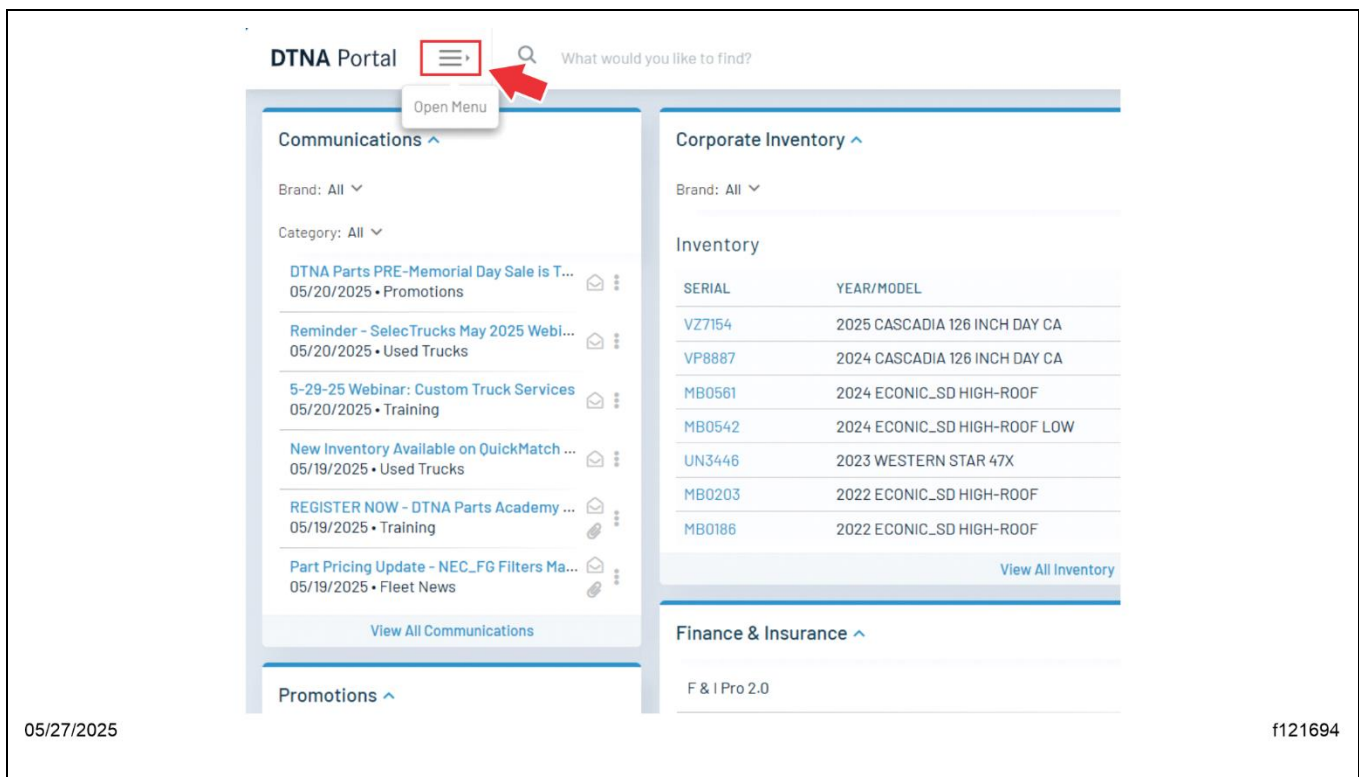 DTNA Portal
What would you like to find?
Open Menu
Communications
Brand: All
Category: All
DTNA Parts PRE-Memorial Day Sale is T...
05/20/2025 • Promotions
Reminder - SelecTrucks May 2025 Webi...
05/20/2025 • Used Trucks
5-29-25 Webinar: Custom Truck Services
05/20/2025 • Training
New Inventory Available on QuickMatch ...
05/19/2025 • Used Trucks
REGISTER NOW - DTNA Parts Academy ...
05/19/2025 • Training
Part Pricing Update - NEC_FG Filters Ma...
05/19/2025 • Fleet News
View All Communications
Promotions
Corporate Inventory
Brand: All
Inventory
SERIAL YEAR/MODEL
VZ7154 2025 CASCADIA 126 INCH DAY CA
VP8887 2024 CASCADIA 126 INCH DAY CA
MB0561 2024 ECONIC_SD HIGH-ROOF
MB0542 2024 ECONIC_SD HIGH-ROOF LOW
UN3446 2023 WESTERN STAR 47X
MB0203 2022 ECONIC_SD HIGH-ROOF
MB0186 2022 ECONIC_SD HIGH-ROOF
View All Inventory
Finance & Insurance
F & I Pro 2.0
05/27/2025
f121694